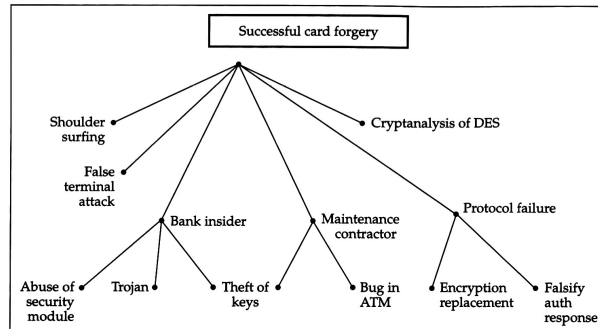 Successful card forgery
Shoulder
surfing
Cryptanalysis of DES
False
terminal
attack
Bank insider
Maintenance
contractor
Protocol failure
Abuse of
security
module
Trojan
Theft of
keys
Bug in
ATM
Encryption
replacement
Falsify
auth
response